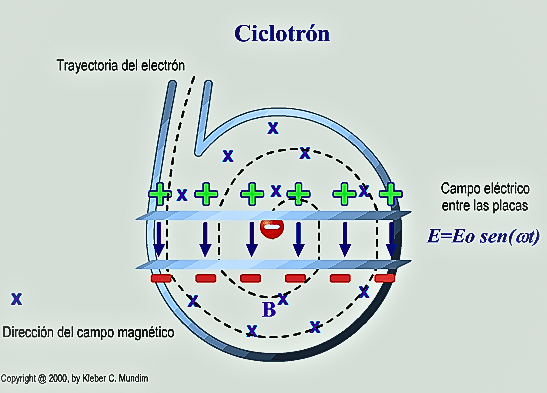 Ciclotrón
Trayectoria del electrón
Campo eléctrico
entre las placas
E=Eo sen(ωt)
B
x
Dirección del campo magnético
Copyright @ 2000, by Kleber C. Mundim